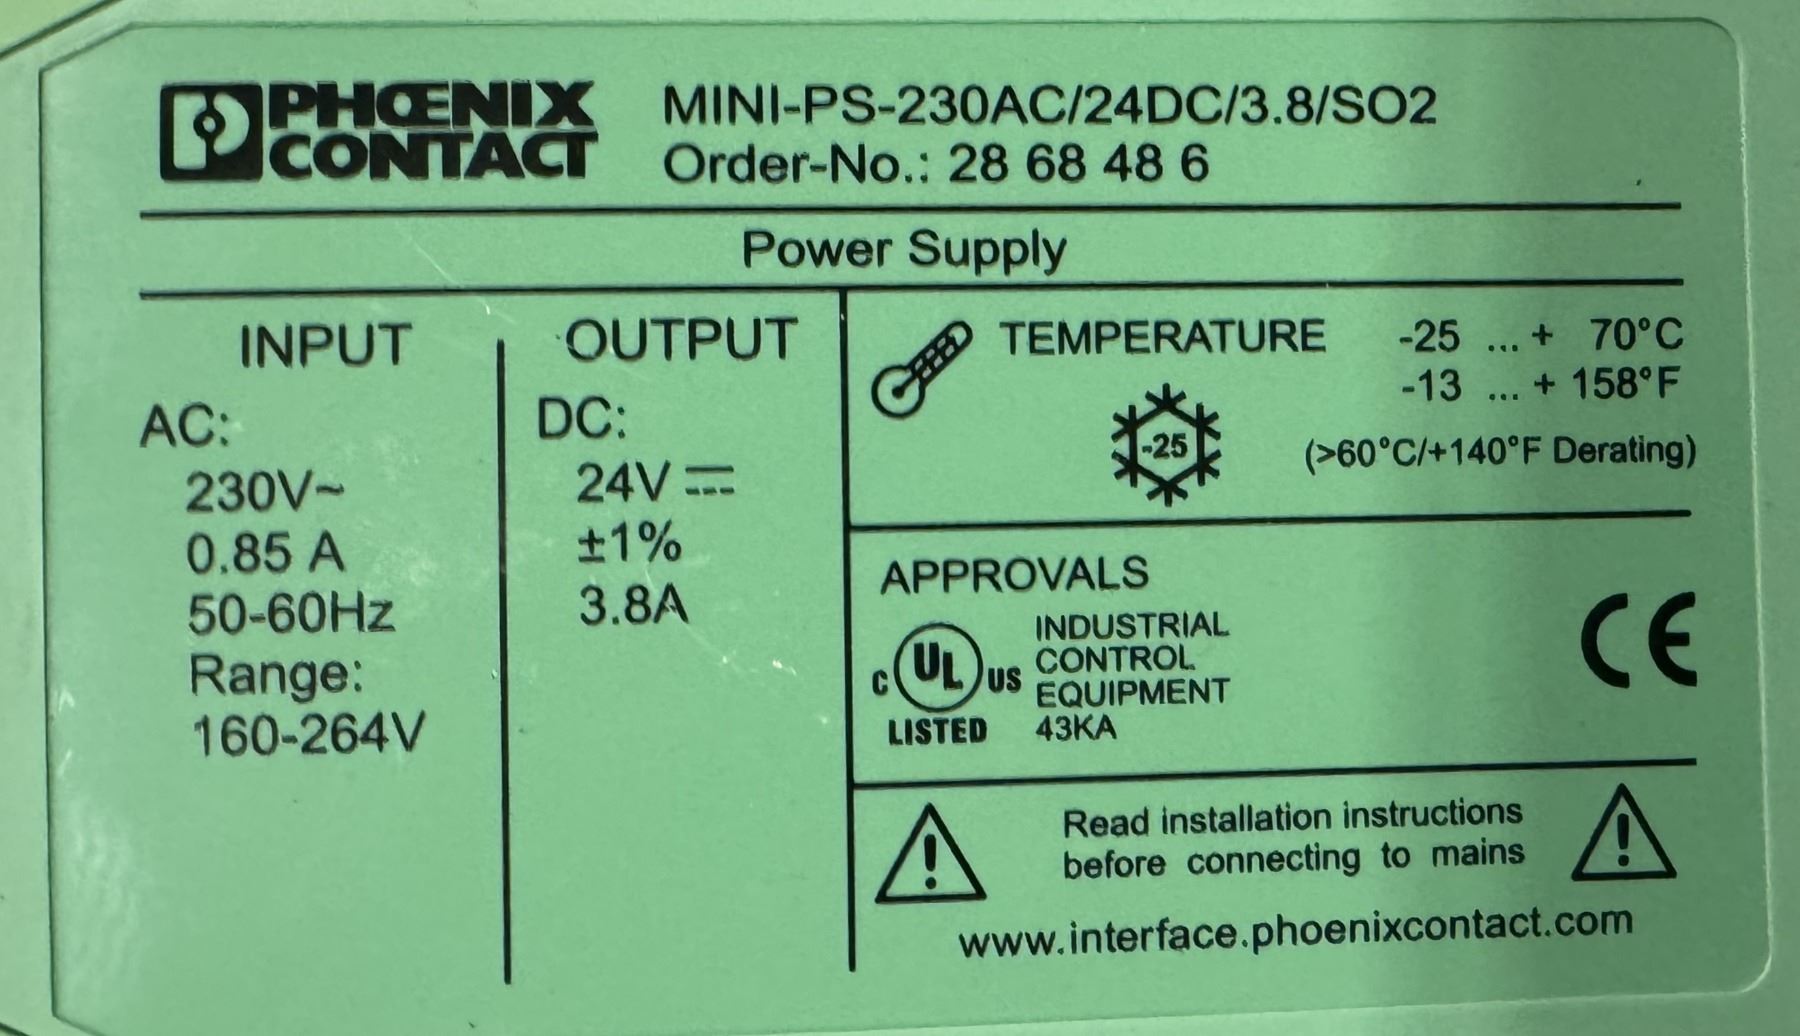 PHŒNIX
CONTACT
MINI-PS-230AC/24DC/3.8/SO2
Order-No.: 28 68 48 6
Power Supply
INPUT
AC:
230V~
0.85 A
50-60Hz
Range:
160-264V
OUTPUT
DC:
24V ⎓
±1%
3.8A
TEMPERATURE -25 ... + 70°C
-13 ... + 158°F
-25
(>60°C/+140°F Derating)
APPROVALS
C UL US
LISTED
INDUSTRIAL
CONTROL
EQUIPMENT
43KA
CE
Read installation instructions
before connecting to mains
www.interface.phoenixcontact.com